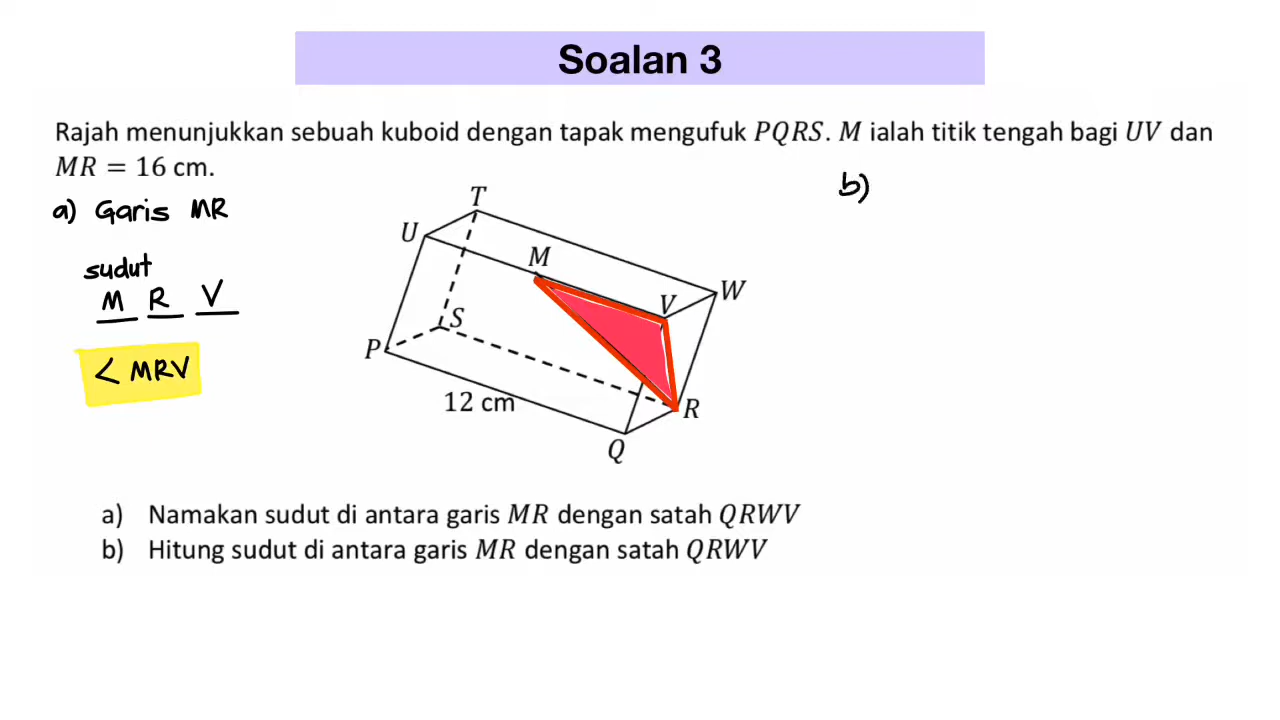 Soalan 3
Rajah menunjukkan sebuah kuboid dengan tapak mengufuk PQRS. M ialah titik tengah bagi UV dan
MR = 16 cm.
a) Garis MR
b)
sudut
M R V
< MRV
T
U
M
V
W
S
P
12 cm
R
Q
a) Namakan sudut di antara garis MR dengan satah QRWV
b) Hitung sudut di antara garis MR dengan satah QRWV